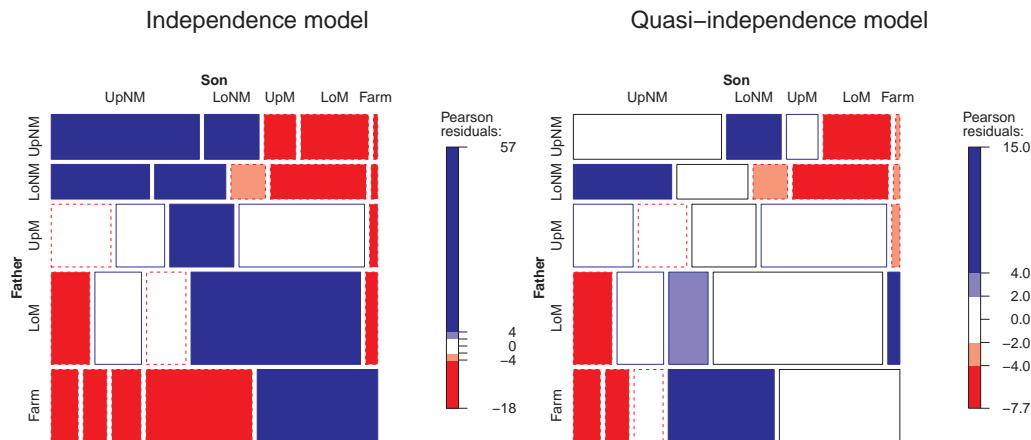 Independence model
Son
UpNM LoNM UpM LoM Farm
Father
UpNM
LoNM
UpM
LoM
Farm
Pearson
residuals:
57
4
0
−4
−18
Quasi−independence model
Son
UpNM LoNM UpM LoM Farm
Father
UpNM
LoNM
UpM
LoM
Farm
Pearson
residuals:
15.0
4.0
2.0
0.0
−2.0
−4.0
−7.7